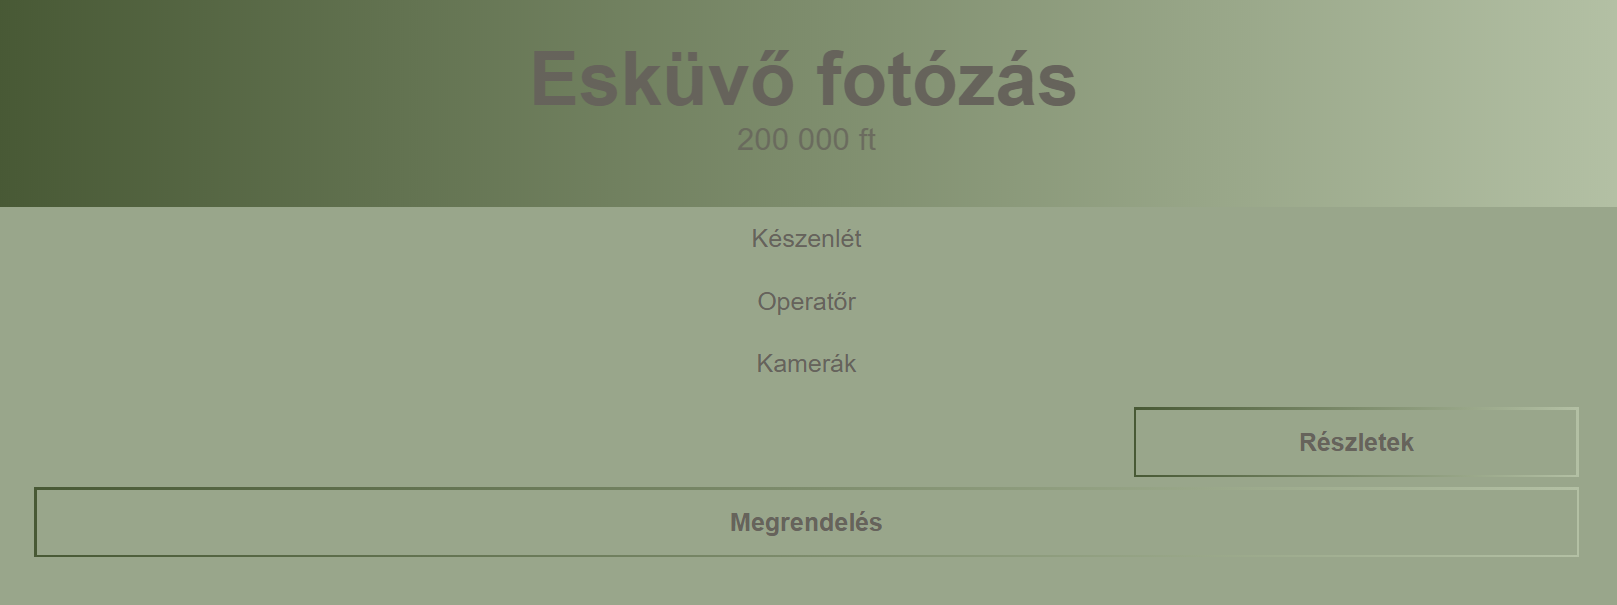 Esküvő fotózás
200 000 ft
Készenlét
Operatőr
Kamerák
Részletek
Megrendelés